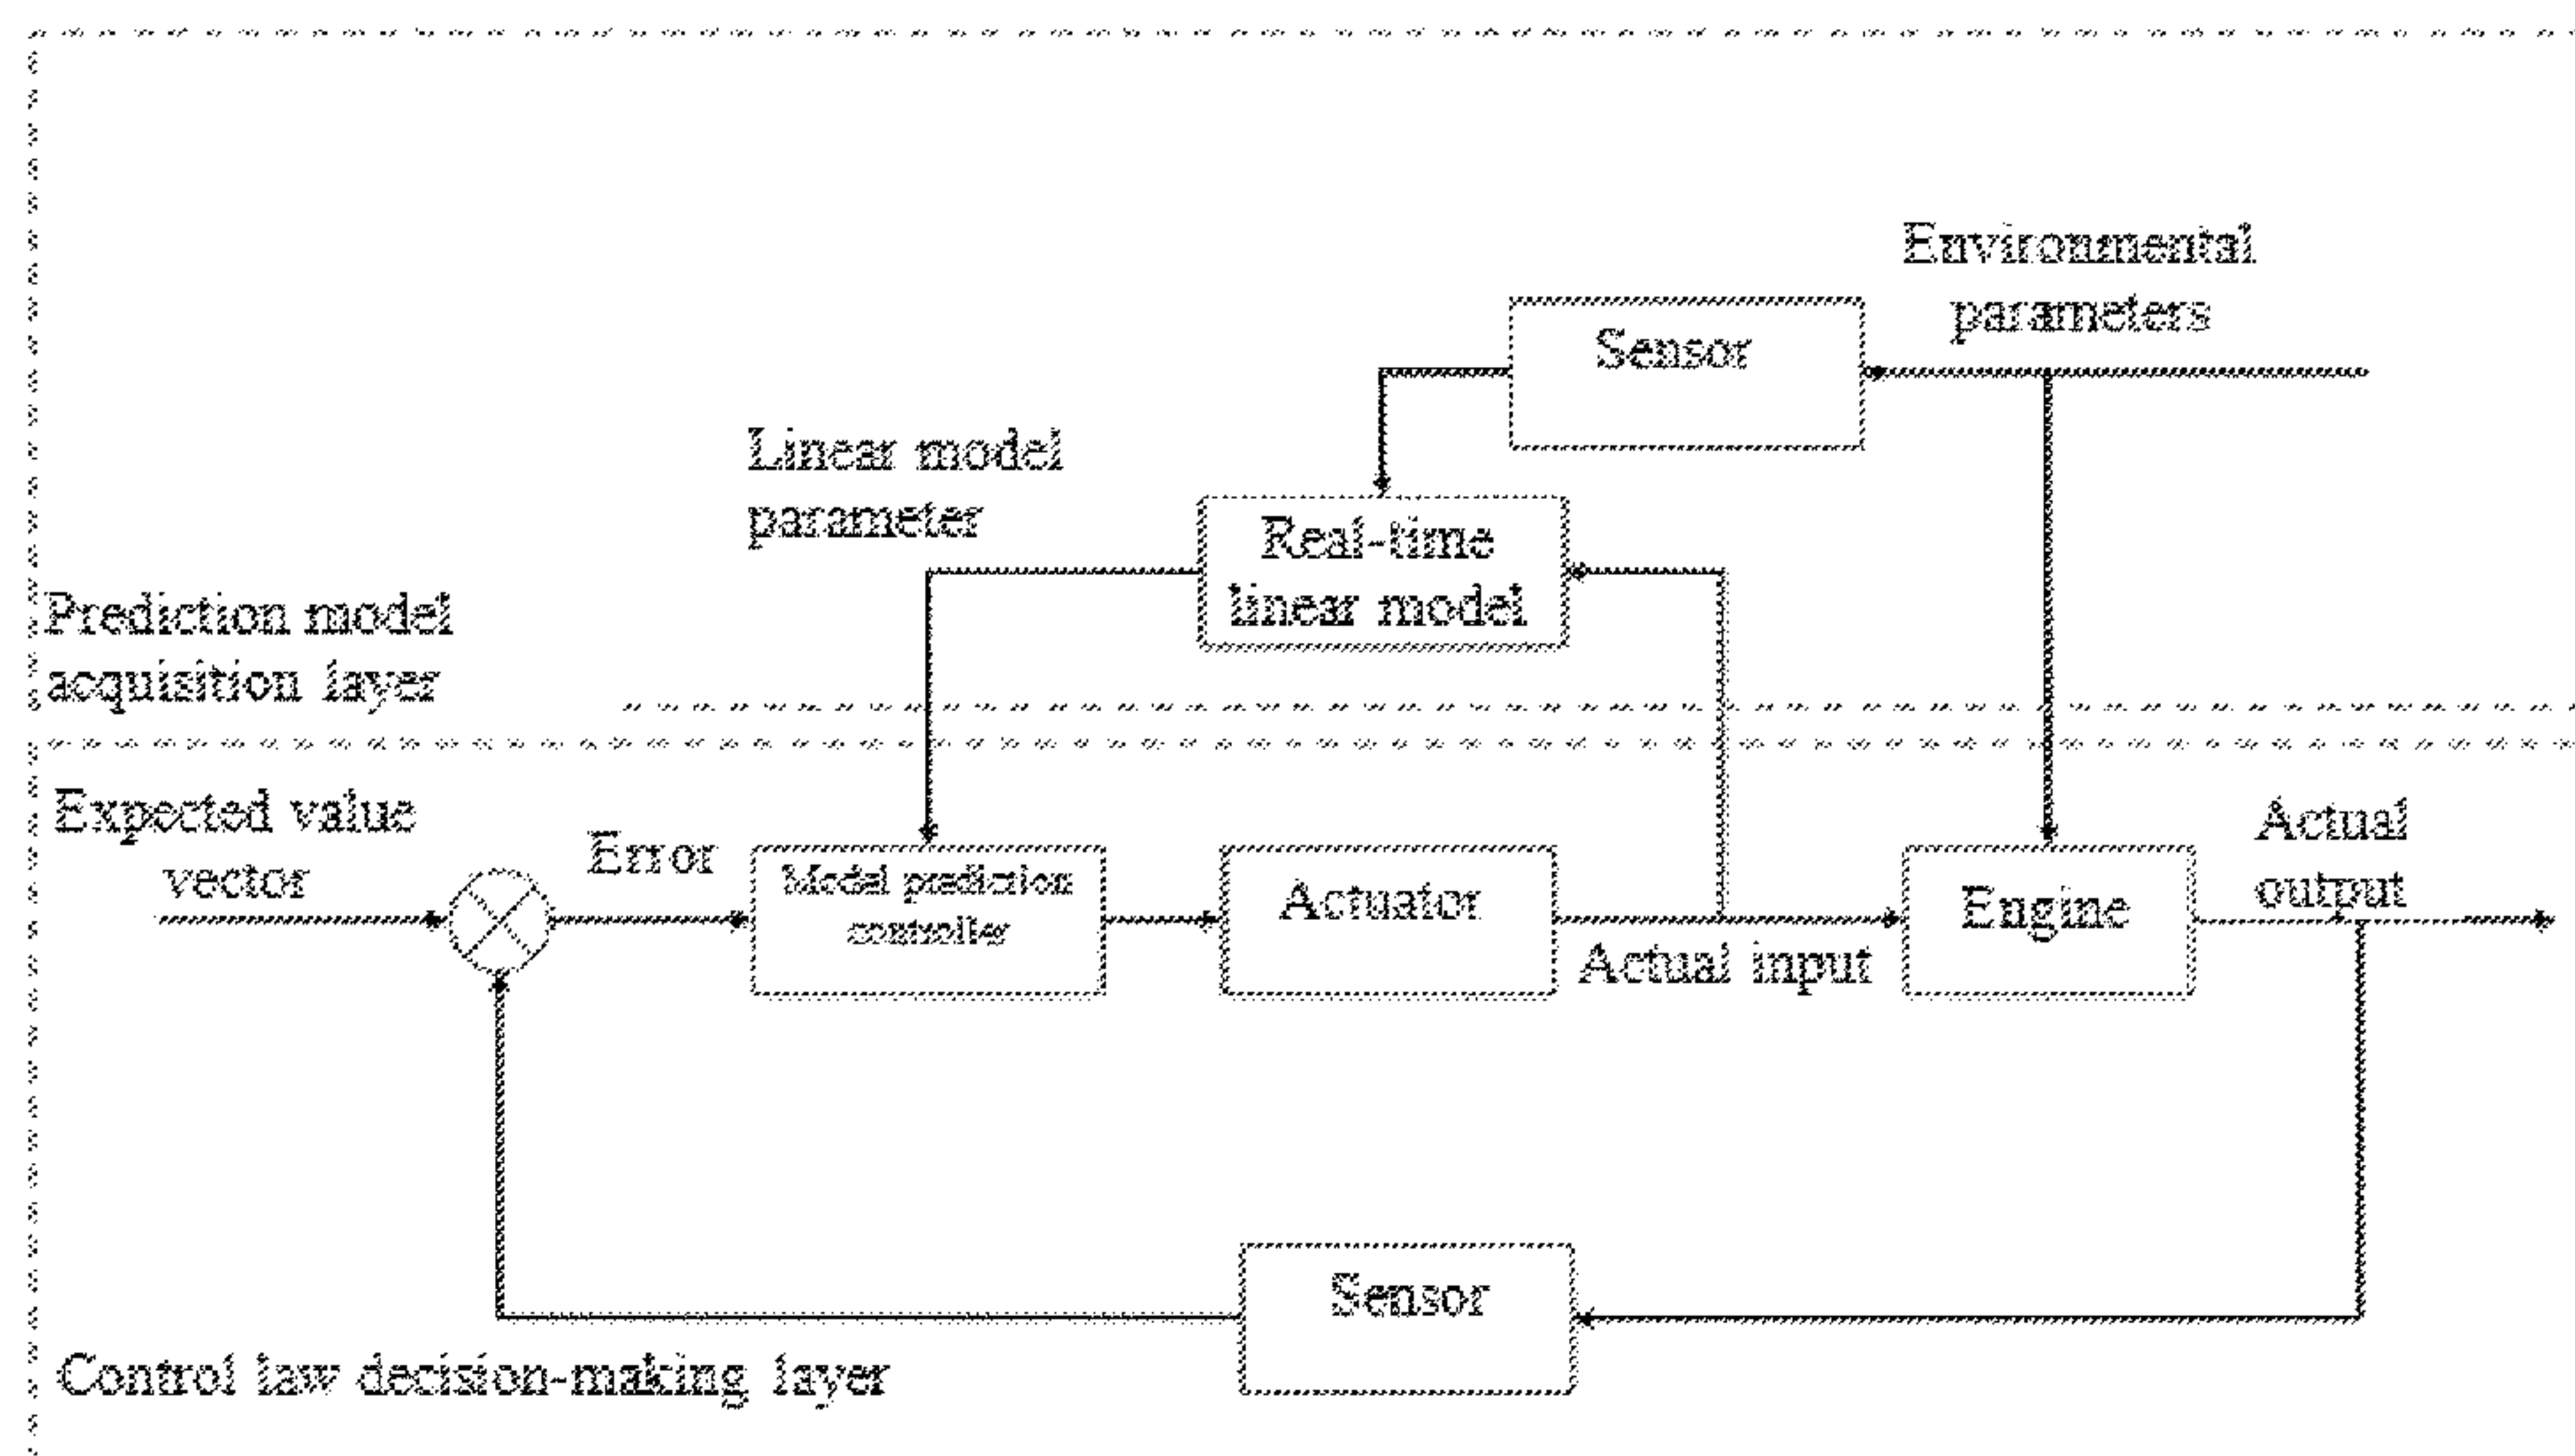 Environmental
parameters
Sensor
Linear model
parameter
Real-time
linear model
Prediction model
acquisition layer
Expected value
vector
Error
Model prediction
controller
Actuator
Actual input
Engine
Actual
output
Sensor
Control law decision-making layer